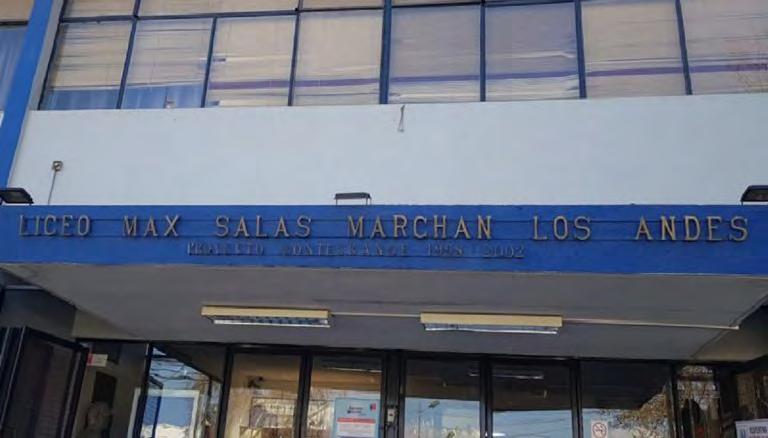 LICEO MAX SALAS MARCHAN LOS ANDES
PROYECTO MONTEGRANDE 1998 - 2002